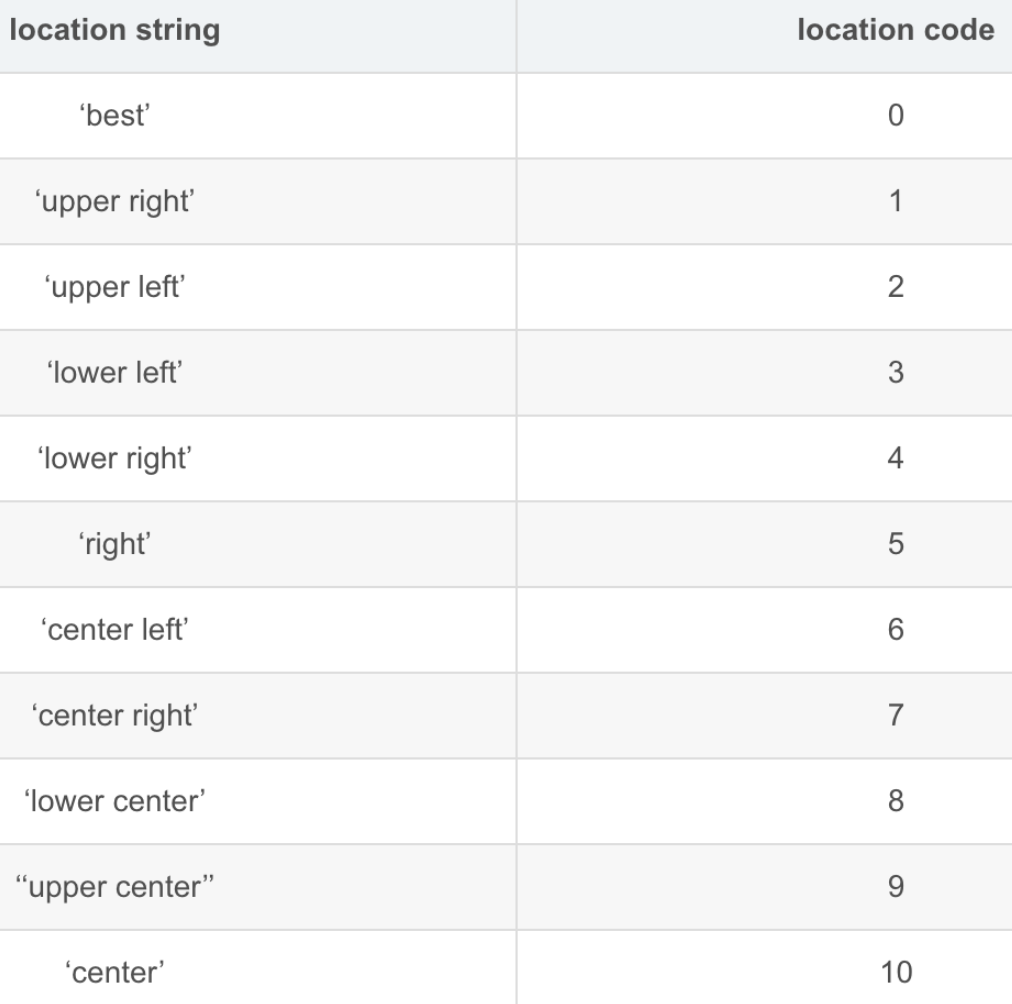 location string location code
‘best’ 0
‘upper right’ 1
‘upper left’ 2
‘lower left’ 3
‘lower right’ 4
‘right’ 5
‘center left’ 6
‘center right’ 7
‘lower center’ 8
‘‘upper center’’ 9
‘center’ 10